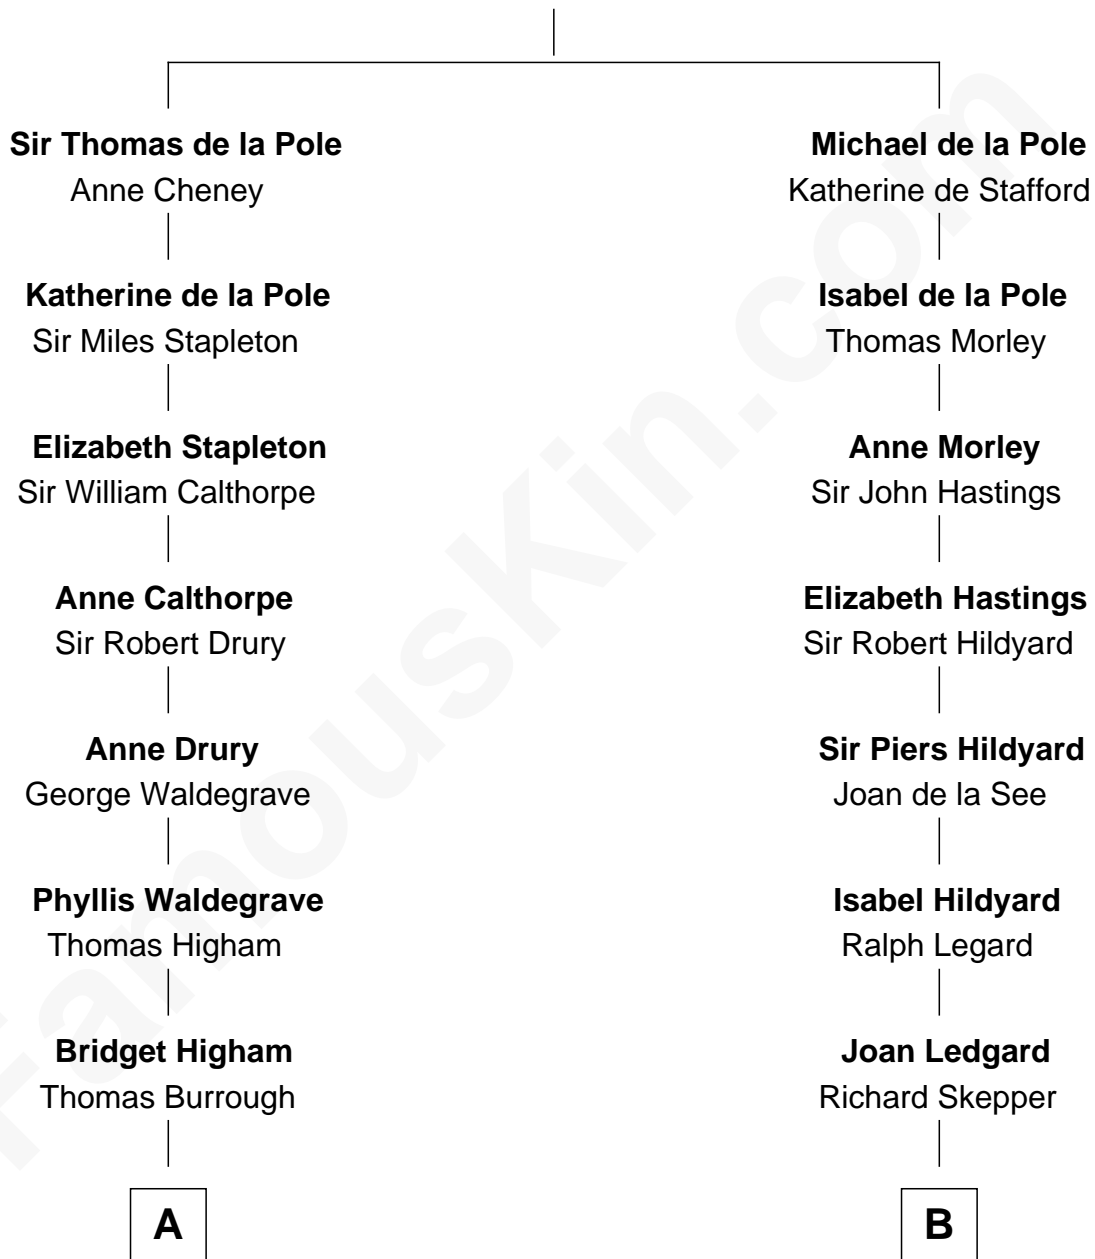 Sir Thomas de la Pole
Anne Cheney
Katherine de la Pole
Sir Miles Stapleton
Elizabeth Stapleton
Sir William Calthorpe
Anne Calthorpe
Sir Robert Drury
Anne Drury
George Waldegrave
Phyllis Waldegrave
Thomas Higham
Bridget Higham
Thomas Burrough
A
Michael de la Pole
Katherine de Stafford
Isabel de la Pole
Thomas Morley
Anne Morley
Sir John Hastings
Elizabeth Hastings
Sir Robert Hildyard
Sir Piers Hildyard
Joan de la See
Isabel Hildyard
Ralph Legard
Joan Ledgard
Richard Skepper
B
FamousKin.com